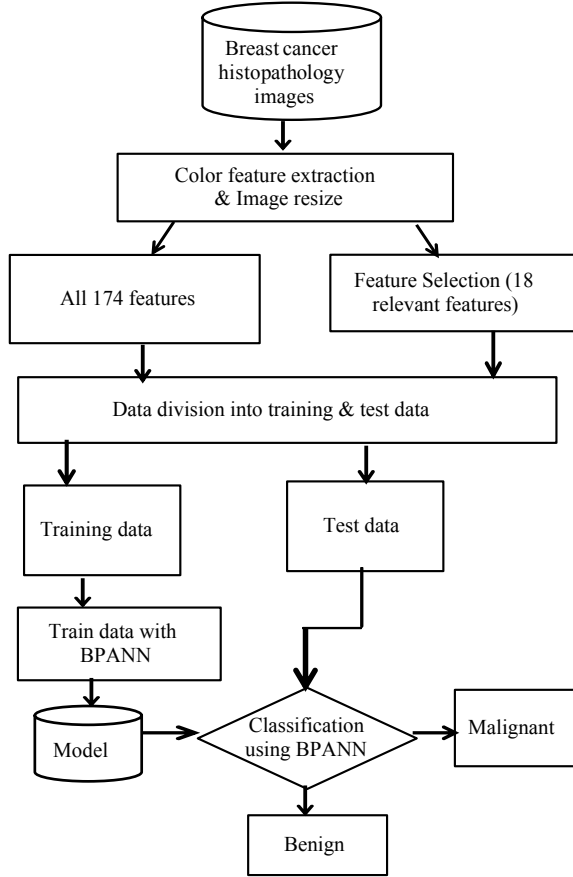 Breast cancer
histopathology
images
Color feature extraction
& Image resize
All 174 features
Feature Selection (18
relevant features)
Data division into training & test data
Training data
Test data
Train data with
BPANN
Model
Classification
using BPANN
Malignant
Benign